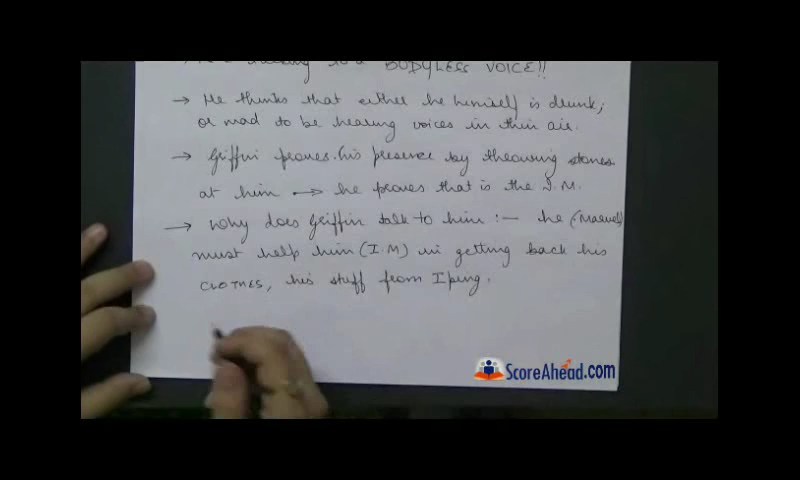 BODYLESS VOICE!!
→ He thinks that either he himself is drunk,
or mad to be hearing voices in thin air.
→ Griffin proves his presence by throwing stones
at him → he proves that is the I.M.
→ Why does Griffin talk to him :— he (Marvel)
must help him (I.M) in getting back his
CLOTHES, his stuff from Iping.
ScoreAhead.com